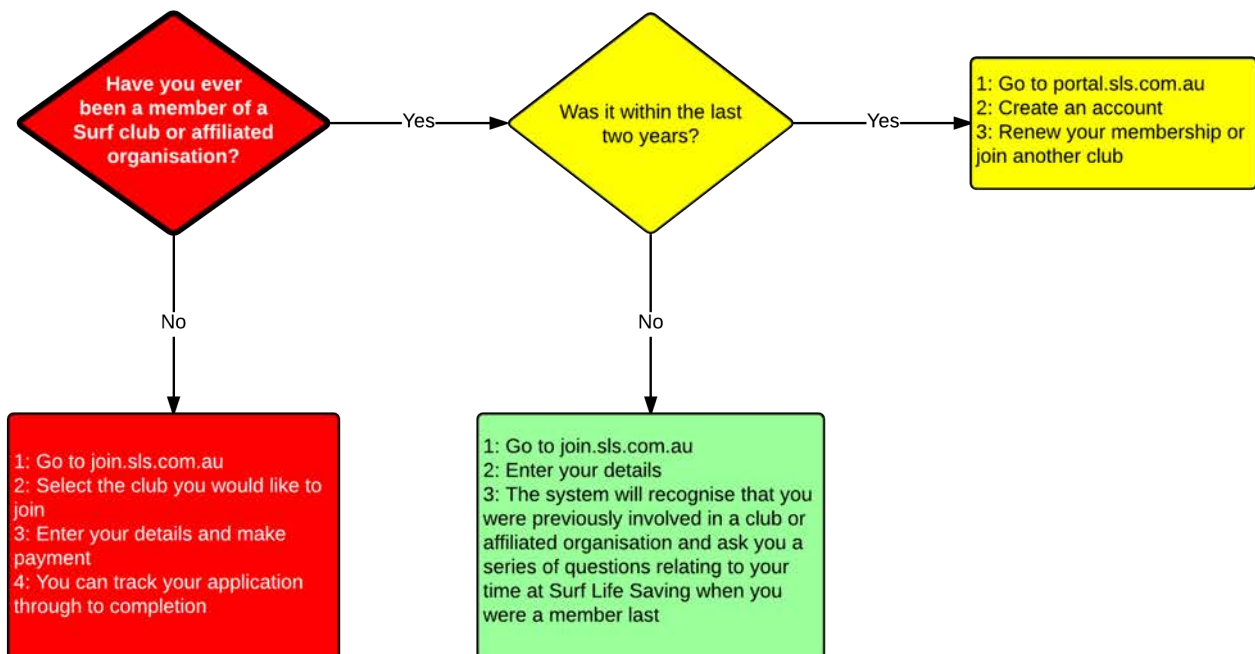 Have you ever
been a member of a
Surf club or affiliated
organisation?
Yes
Was it within the last
two years?
Yes
1: Go to portal.sls.com.au
2: Create an account
3: Renew your membership or
join another club
No
No
1: Go to join.sls.com.au
2: Select the club you would like to
join
3: Enter your details and make
payment
4: You can track your application
through to completion
1: Go to join.sls.com.au
2: Enter your details
3: The system will recognise that you
were previously involved in a club or
affiliated organisation and ask you a
series of questions relating to your
time at Surf Life Saving when you
were a member last